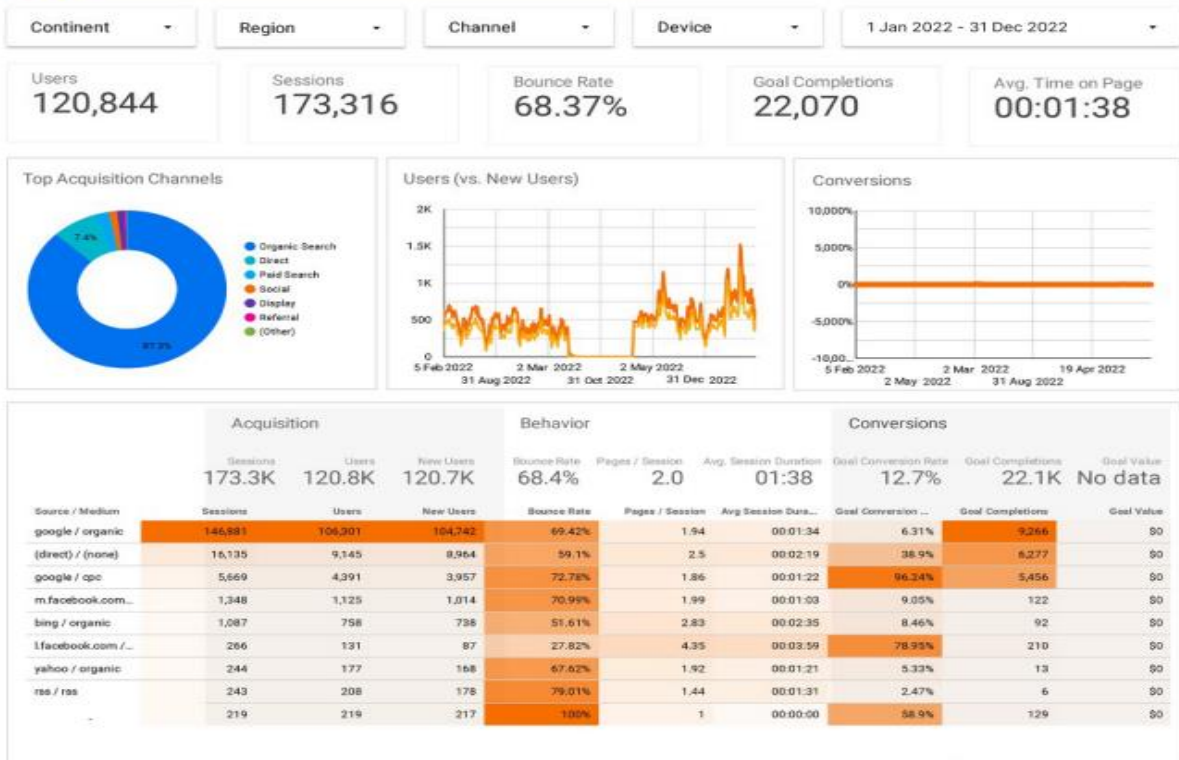 Continent
Region
Channel
Device
1 Jan 2022 - 31 Dec 2022
Users
120,844
Sessions
173,316
Bounce Rate
68.37%
Goal Completions
22,070
Avg. Time on Page
00:01:38
Top Acquisition Channels
7.4%
87.3%
Organic Search
Direct
Paid Search
Social
Display
Referral
(Other)
Users (vs. New Users)
2K
1.5K
1K
500
0
5 Feb 2022 2 Mar 2022 2 May 2022
31 Aug 2022 31 Oct 2022 31 Dec 2022
Conversions
10,000%
5,000%
0%
-5,000%
-10,00...
5 Feb 2022 2 Mar 2022 19 Apr 2022
2 May 2022 31 Aug 2022
Acquisition Behavior Conversions
Sessions Users New Users Bounce Rate Pages / Session Avg. Session Duration Goal Conversion Rate Goal Completions Goal Value
173.3K 120.8K 120.7K 68.4% 2.0 01:38 12.7% 22.1K No data
Source / Medium Sessions Users New Users Bounce Rate Pages / Session Avg Session Dura... Goal Conversion ... Goal Completions Goal Value
google / organic 146,881 106,301 104,742 69.42% 1.94 00:01:34 6.31% 9,266 $0
(direct) / (none) 16,135 9,145 8,964 59.1% 2.5 00:02:19 38.9% 6,277 $0
google / cpc 5,669 4,391 3,957 72.78% 1.86 00:01:22 96.24% 5,456 $0
m.facebook.com... 1,348 1,125 1,014 70.99% 1.99 00:01:03 9.05% 122 $0
bing / organic 1,087 758 738 51.61% 2.83 00:02:35 8.46% 92 $0
l.facebook.com /... 266 131 87 27.82% 4.35 00:03:59 78.95% 210 $0
yahoo / organic 244 177 168 67.62% 1.92 00:01:21 5.33% 13 $0
rss / rss 243 208 178 79.01% 1.44 00:01:31 2.47% 6 $0
219 219 217 100% 1 00:00:00 58.9% 129 $0